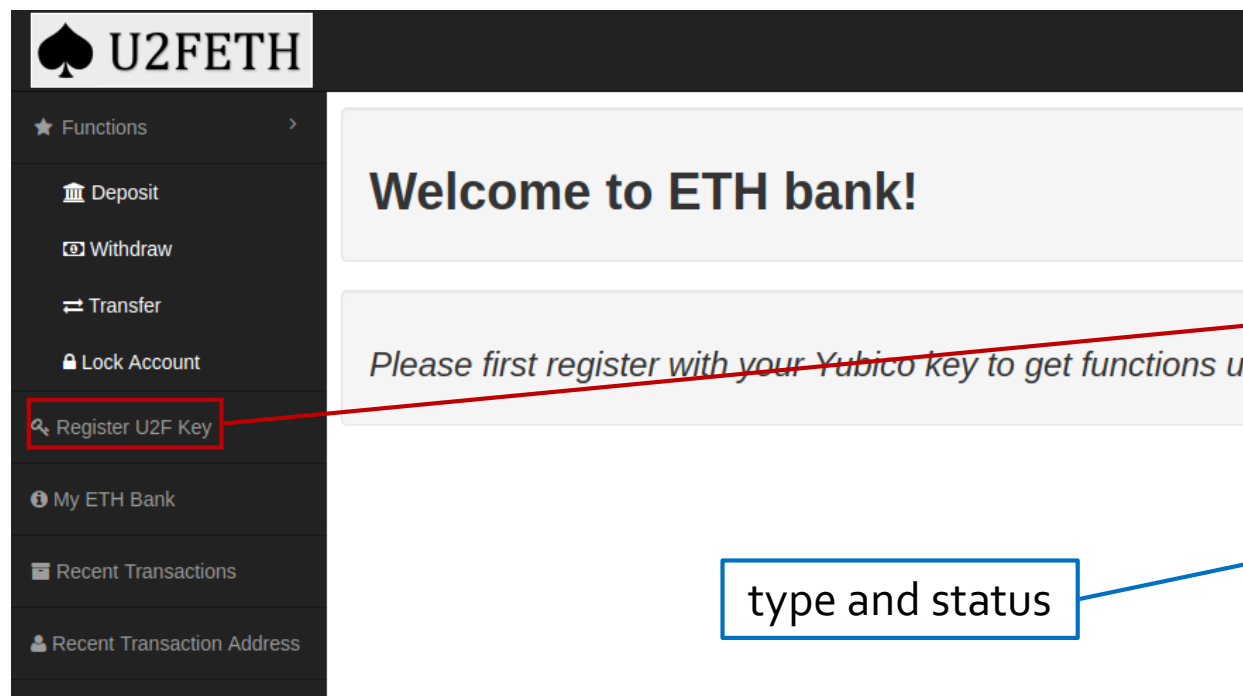 U2FETH
Functions
Deposit
Withdraw
Transfer
Lock Account
Register U2F Key
My ETH Bank
Recent Transactions
Recent Transaction Address
Welcome to ETH bank!
Please first register with your Yubico key to get functions u
type and status